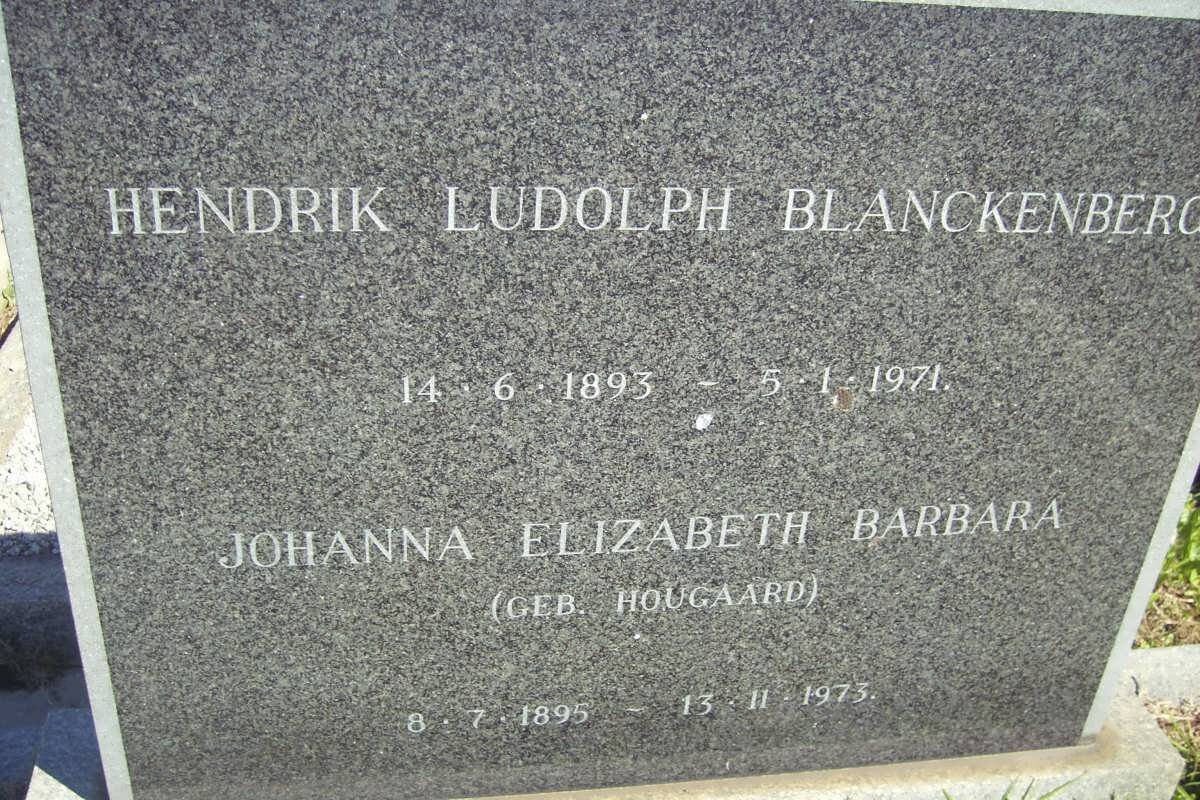 HENDRIK LUDOLPH BLANCKENBERG
14 · 6 · 1893 – 5 · 1 · 1971.
JOHANNA ELIZABETH BARBARA
(GEB. HOUGAARD)
8 · 7 · 1895 – 13 · 11 · 1973.